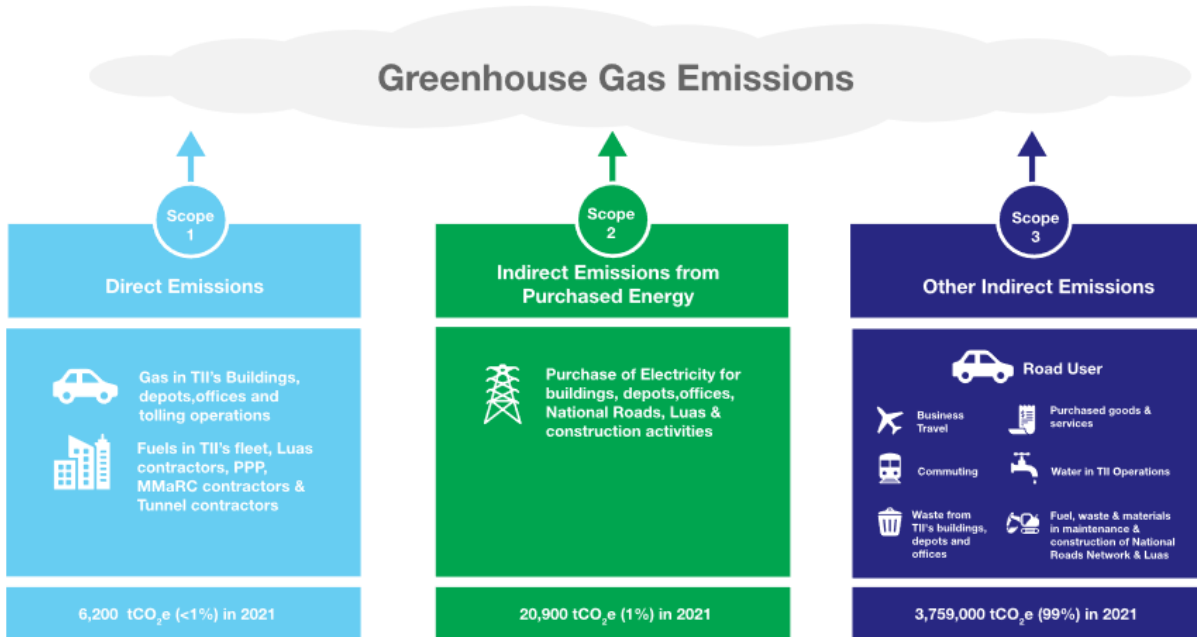 Greenhouse Gas Emissions
Scope
1
Direct Emissions
Gas in TII's Buildings,
depots,offices and
tolling operations
Fuels in TII's fleet, Luas
contractors, PPP,
MMaRC contractors &
Tunnel contractors
6,200 tCO₂e (<1%) in 2021
Scope
2
Indirect Emissions from
Purchased Energy
Purchase of Electricity for
buildings, depots,offices,
National Roads, Luas &
construction activities
20,900 tCO₂e (1%) in 2021
Scope
3
Other Indirect Emissions
Road User
Business
Travel
Purchased goods &
services
Commuting
Water in TII Operations
Waste from
TII's buildings,
depots and
offices
Fuel, waste & materials
in maintenance &
construction of National
Roads Network & Luas
3,759,000 tCO₂e (99%) in 2021